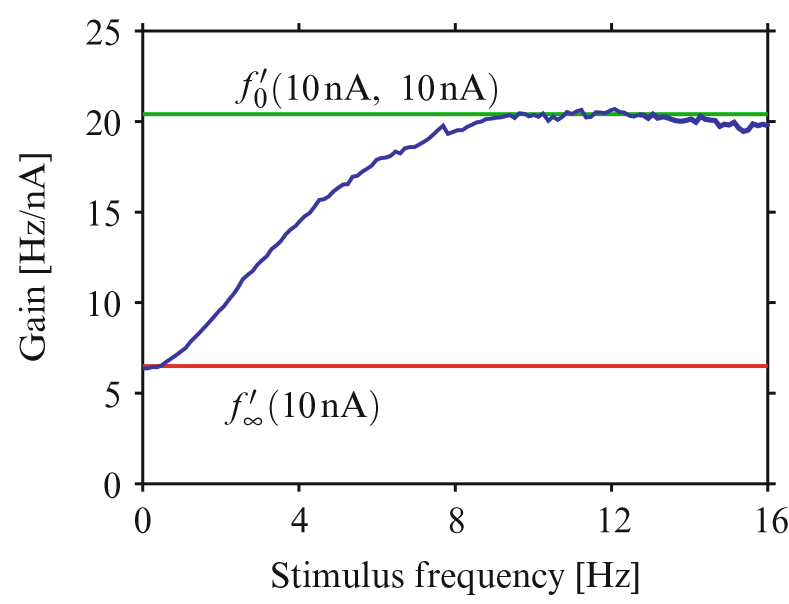 25
f′₀(10 nA, 10 nA)
20
15
Gain [Hz/nA]
10
5
f′∞(10 nA)
0
0 4 8 12 16
Stimulus frequency [Hz]